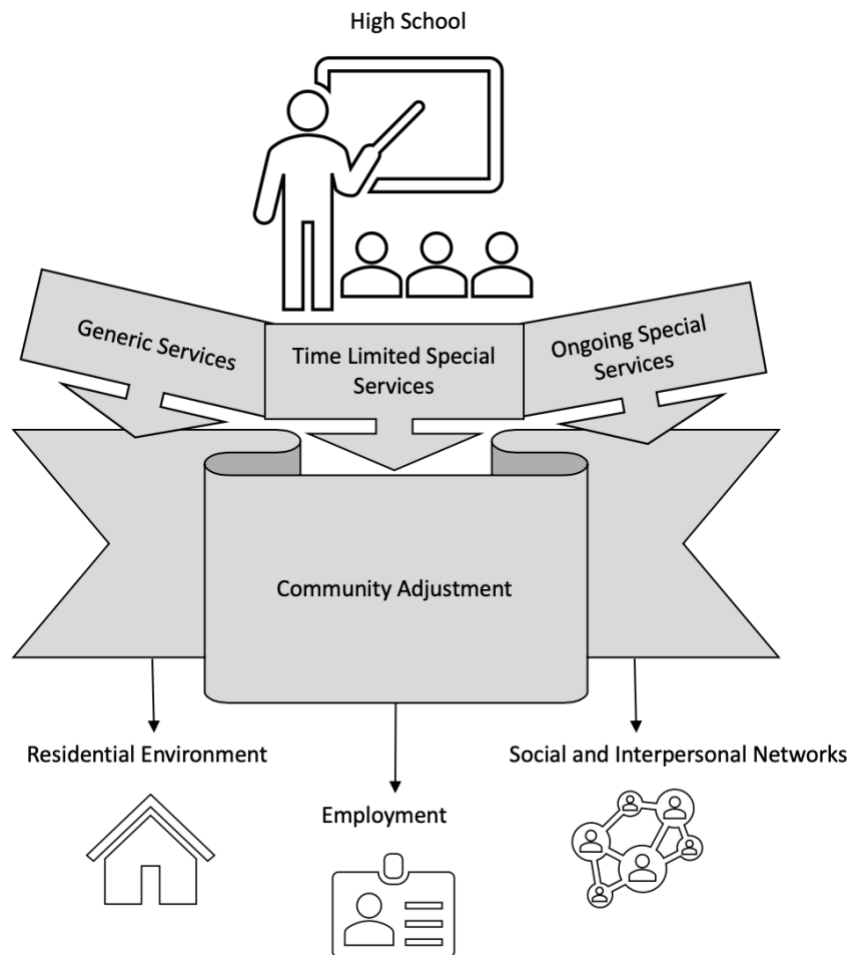 High School
Generic Services
Time Limited Special
Services
Ongoing Special
Services
Community Adjustment
Residential Environment
Social and Interpersonal Networks
Employment